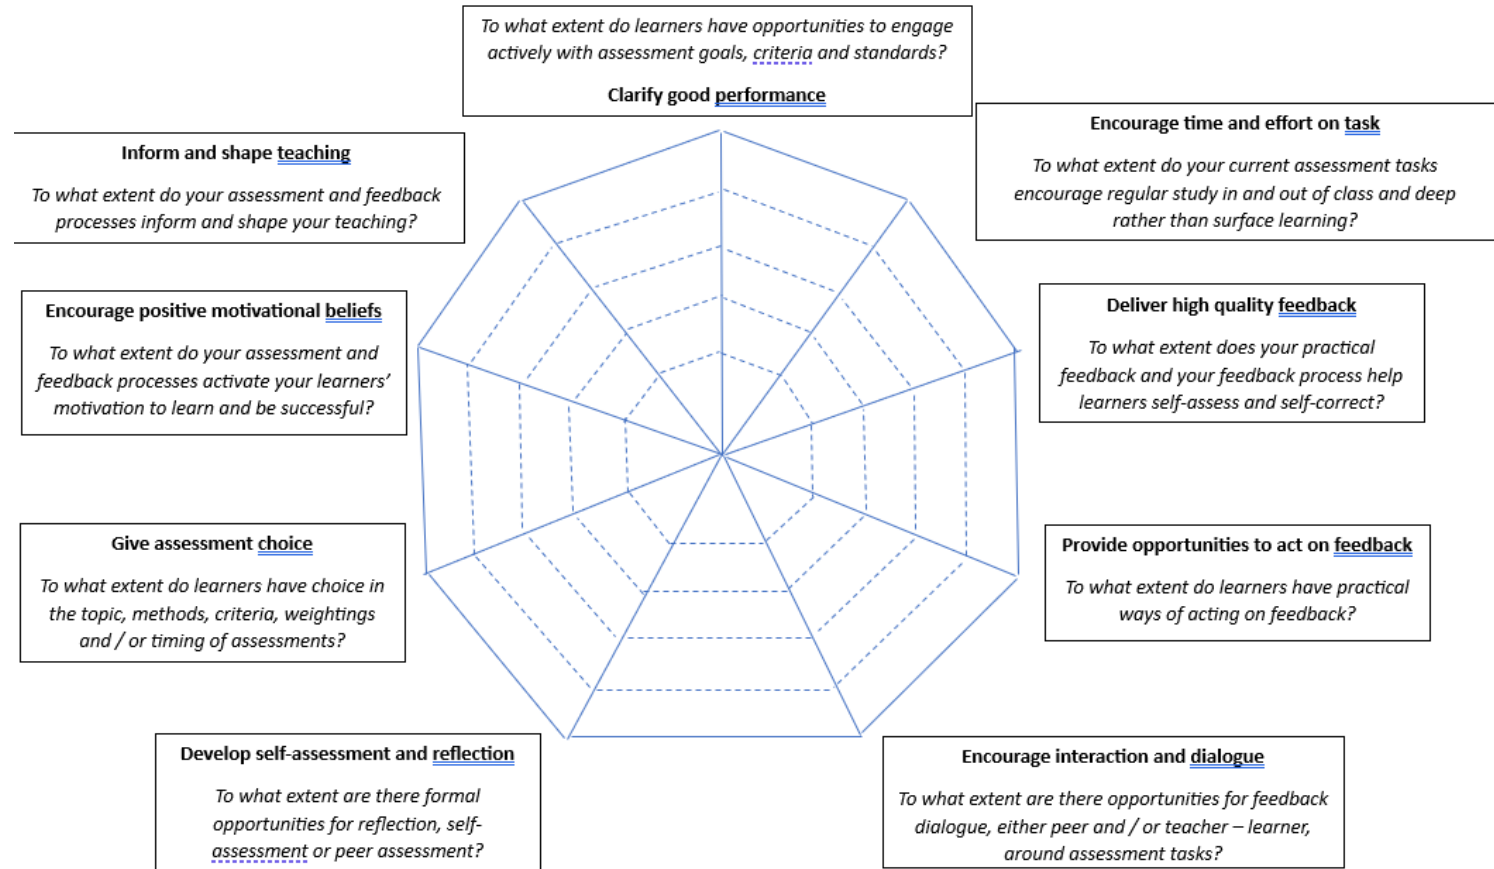 To what extent do learners have opportunities to engage
actively with assessment goals, criteria and standards?
Clarify good performance
Encourage time and effort on task
To what extent do your current assessment tasks
encourage regular study in and out of class and deep
rather than surface learning?
Inform and shape teaching
To what extent do your assessment and feedback
processes inform and shape your teaching?
Encourage positive motivational beliefs
To what extent do your assessment and
feedback processes activate your learners’
motivation to learn and be successful?
Deliver high quality feedback
To what extent does your practical
feedback and your feedback process help
learners self-assess and self-correct?
Give assessment choice
To what extent do learners have choice in
the topic, methods, criteria, weightings
and / or timing of assessments?
Provide opportunities to act on feedback
To what extent do learners have practical
ways of acting on feedback?
Develop self-assessment and reflection
To what extent are there formal
opportunities for reflection, self-
assessment or peer assessment?
Encourage interaction and dialogue
To what extent are there opportunities for feedback
dialogue, either peer and / or teacher – learner,
around assessment tasks?